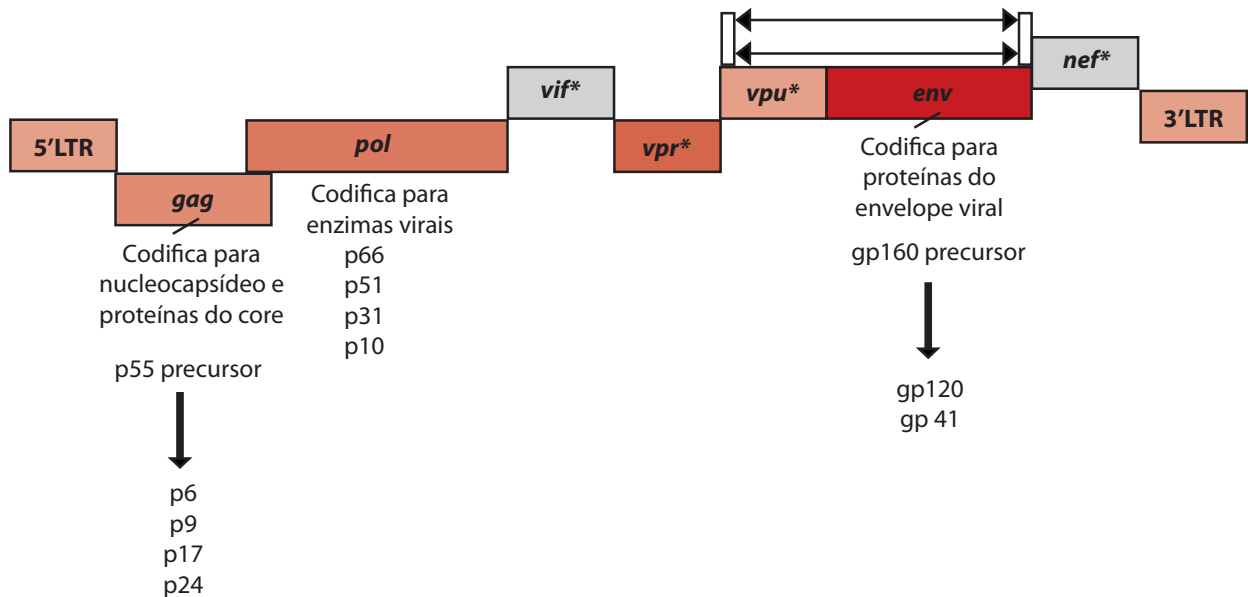 5'LTR
gag
Codifica para
nucleocapsídeo e
proteínas do core
p55 precursor
p6
p9
p17
p24
pol
Codifica para
enzimas virais
p66
p51
p31
p10
vif*
vpr*
vpu*
env
Codifica para
proteínas do
envelope viral
gp160 precursor
gp120
gp 41
nef*
3'LTR